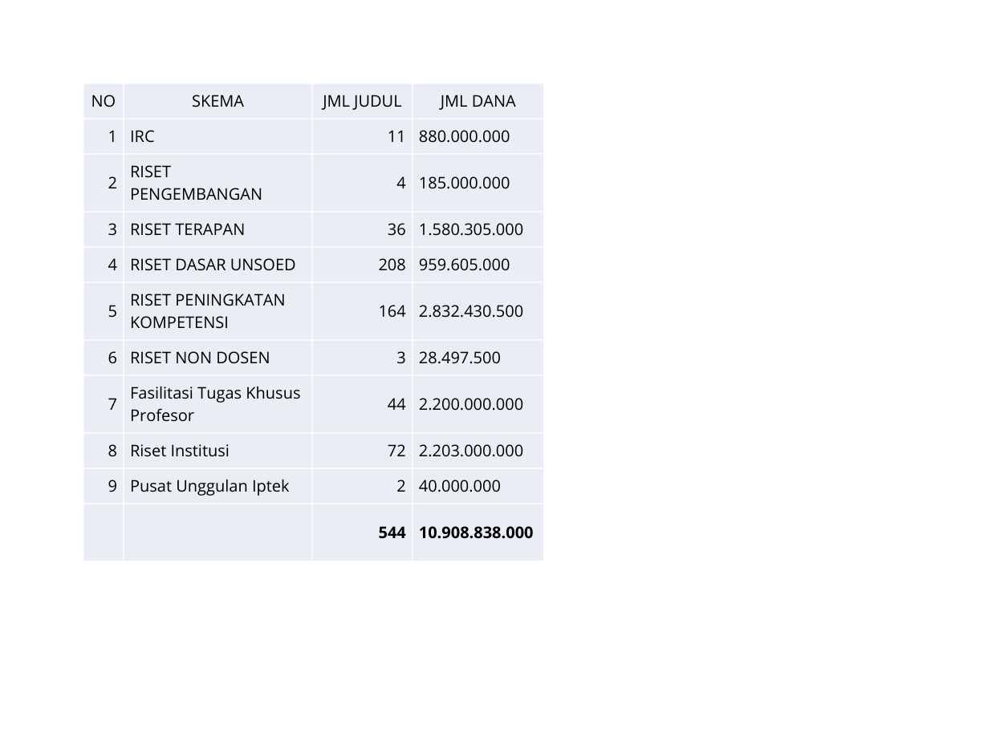 NO SKEMA JML JUDUL JML DANA
1 IRC 11 880.000.000
2 RISET PENGEMBANGAN 4 185.000.000
3 RISET TERAPAN 36 1.580.305.000
4 RISET DASAR UNSOED 208 959.605.000
5 RISET PENINGKATAN KOMPETENSI 164 2.832.430.500
6 RISET NON DOSEN 3 28.497.500
7 Fasilitasi Tugas Khusus Profesor 44 2.200.000.000
8 Riset Institusi 72 2.203.000.000
9 Pusat Unggulan Iptek 2 40.000.000
544 10.908.838.000